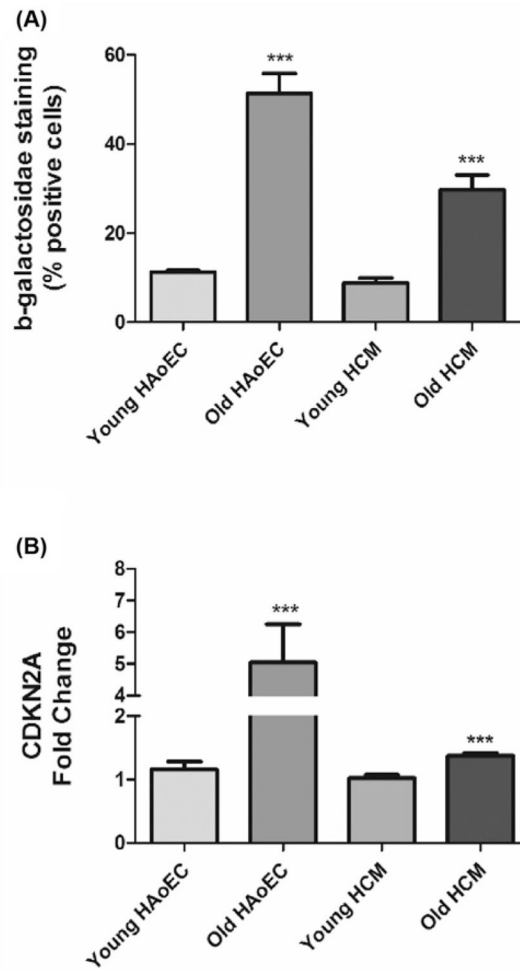 (A)
b-galactosidae staining
(% positive cells)
60
40
20
0
***
***
Young HAoEC
Old HAoEC
Young HCM
Old HCM
(B)
CDKN2A
Fold Change
8
7
6
5
4
2
1
0
***
***
Young HAoEC
Old HAoEC
Young HCM
Old HCM